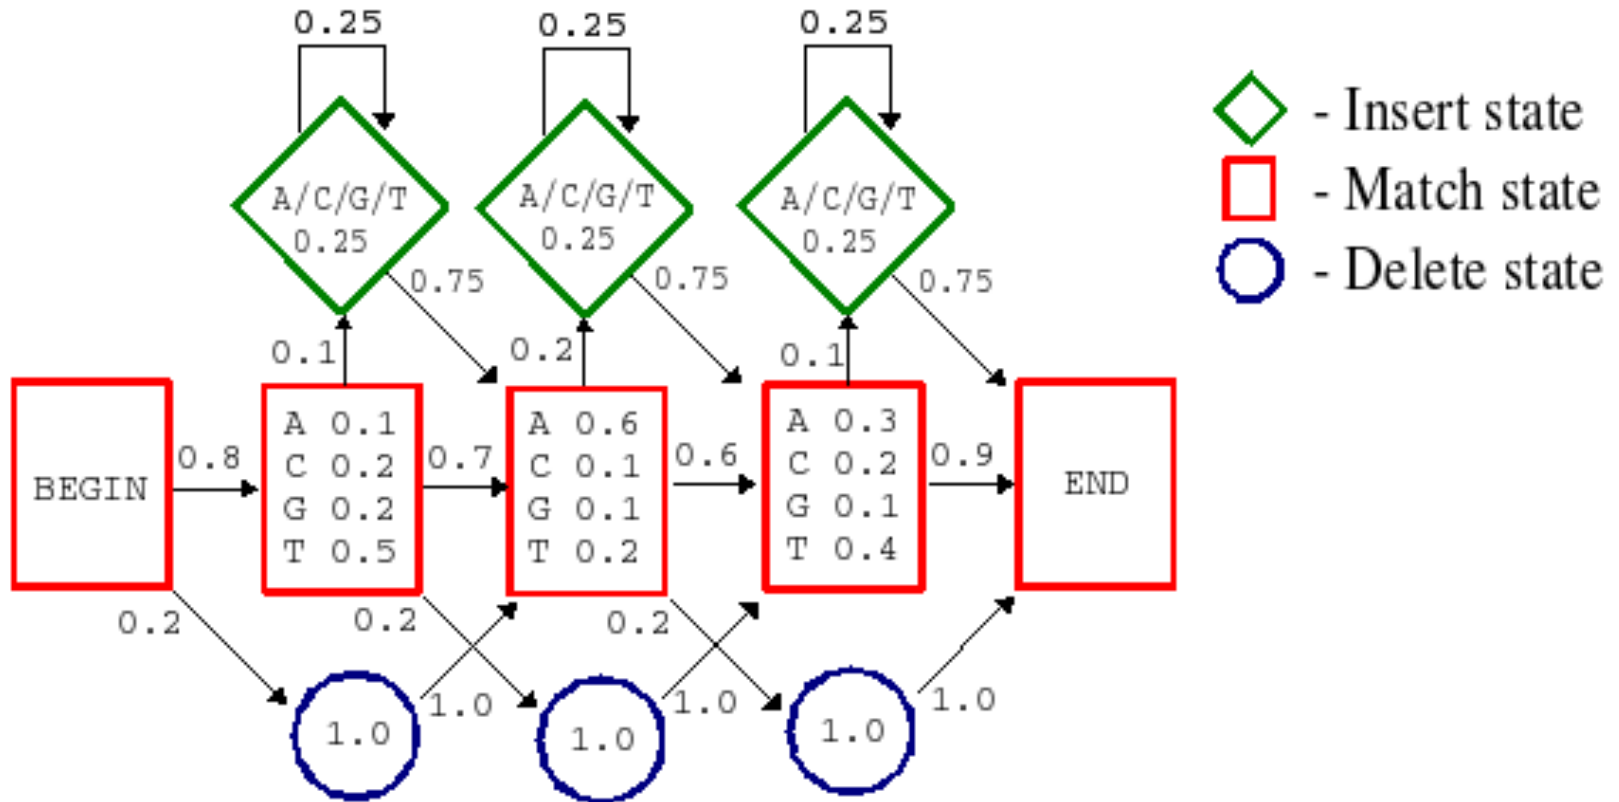 0.25 0.25 0.25
A/C/G/T A/C/G/T A/C/G/T
0.25 0.25 0.25
- Insert state
- Match state
- Delete state
0.75 0.75 0.75
0.1 0.2 0.1
BEGIN
0.8
A 0.1
C 0.2
G 0.2
T 0.5
0.7
A 0.6
C 0.1
G 0.1
T 0.2
0.6
A 0.3
C 0.2
G 0.1
T 0.4
0.9
END
0.2 0.2 0.2
1.0 1.0 1.0
1.0 1.0 1.0